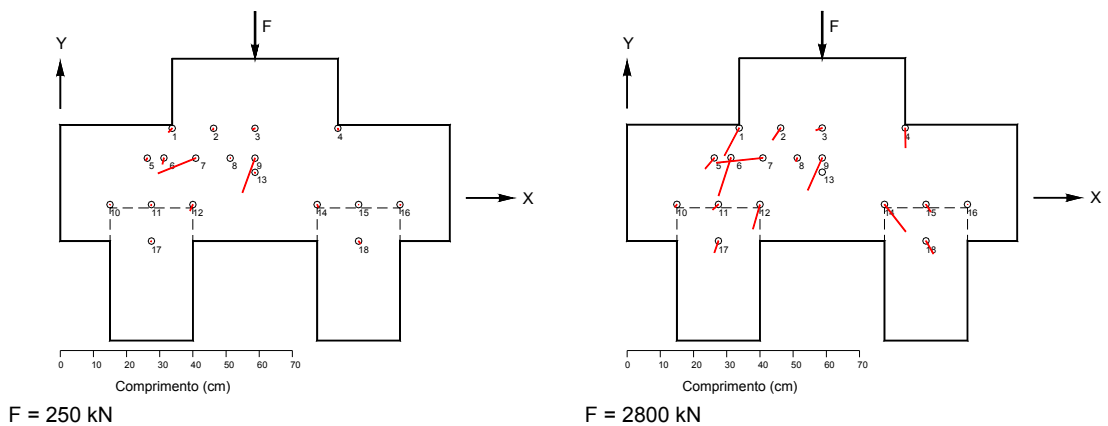 F
Y
1 2 3 4
5 6 7 8 9
13
X
10 11 12 14 15 16
17 18
0 10 20 30 40 50 60 70
Comprimento (cm)
F = 250 kN
F
Y
1 2 3 4
5 6 7 8 9
13
X
10 11 12 14 15 16
17 18
0 10 20 30 40 50 60 70
Comprimento (cm)
F = 2800 kN